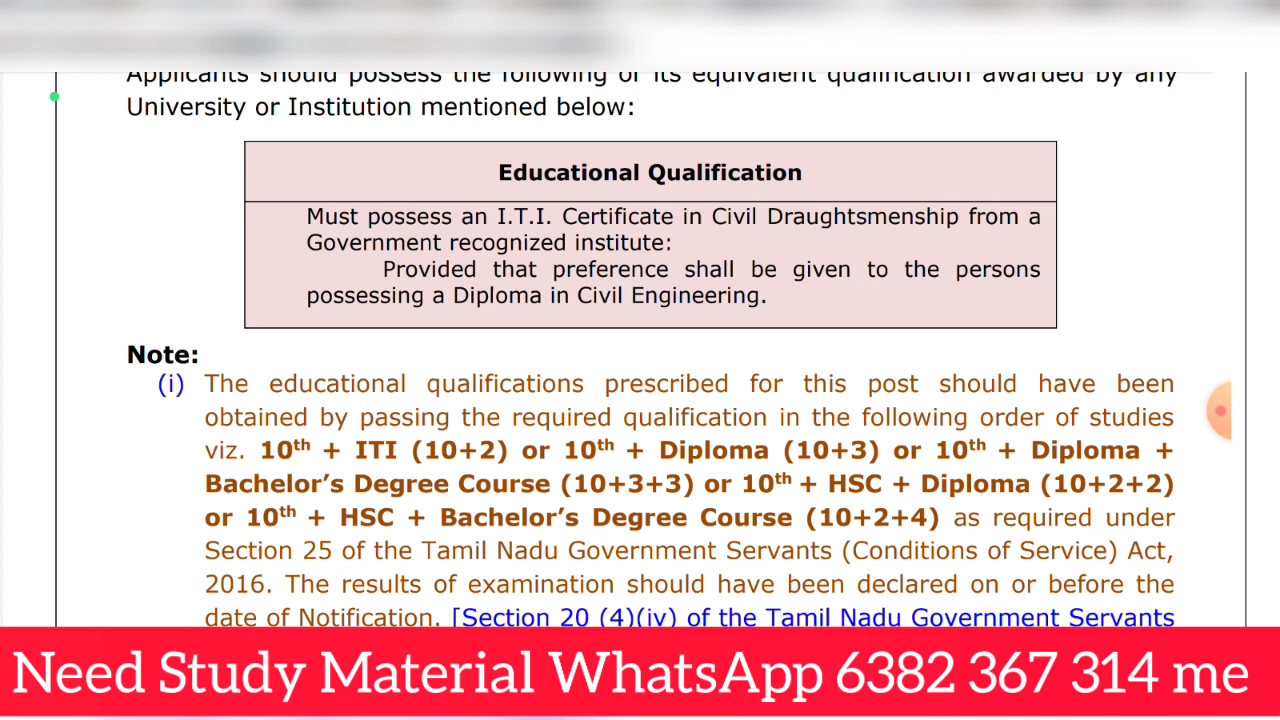 Applicants should possess the following or its equivalent qualification awarded by any
University or Institution mentioned below:
Educational Qualification
Must possess an I.T.I. Certificate in Civil Draughtsmenship from a
Government recognized institute:
Provided that preference shall be given to the persons
possessing a Diploma in Civil Engineering.
Note:
(i) The educational qualifications prescribed for this post should have been
obtained by passing the required qualification in the following order of studies
viz. 10th + ITI (10+2) or 10th + Diploma (10+3) or 10th + Diploma +
Bachelor’s Degree Course (10+3+3) or 10th + HSC + Diploma (10+2+2)
or 10th + HSC + Bachelor’s Degree Course (10+2+4) as required under
Section 25 of the Tamil Nadu Government Servants (Conditions of Service) Act,
2016. The results of examination should have been declared on or before the
date of Notification. [Section 20 (4)(iv) of the Tamil Nadu Government Servants
Need Study Material WhatsApp 6382 367 314 me